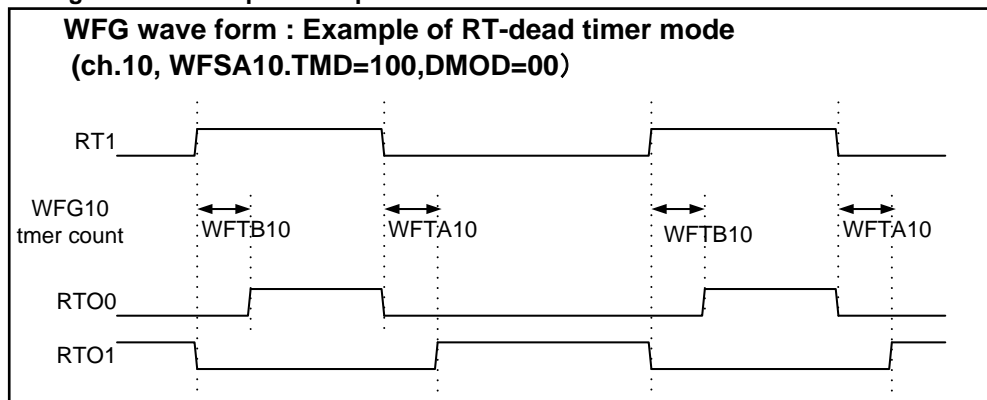 WFG wave form : Example of RT-dead timer mode
(ch.10, WFSA10.TMD=100,DMOD=00）
RT1
WFG10
tmer count
WFTB10
WFTA10
WFTB10
WFTA10
RTO0
RTO1